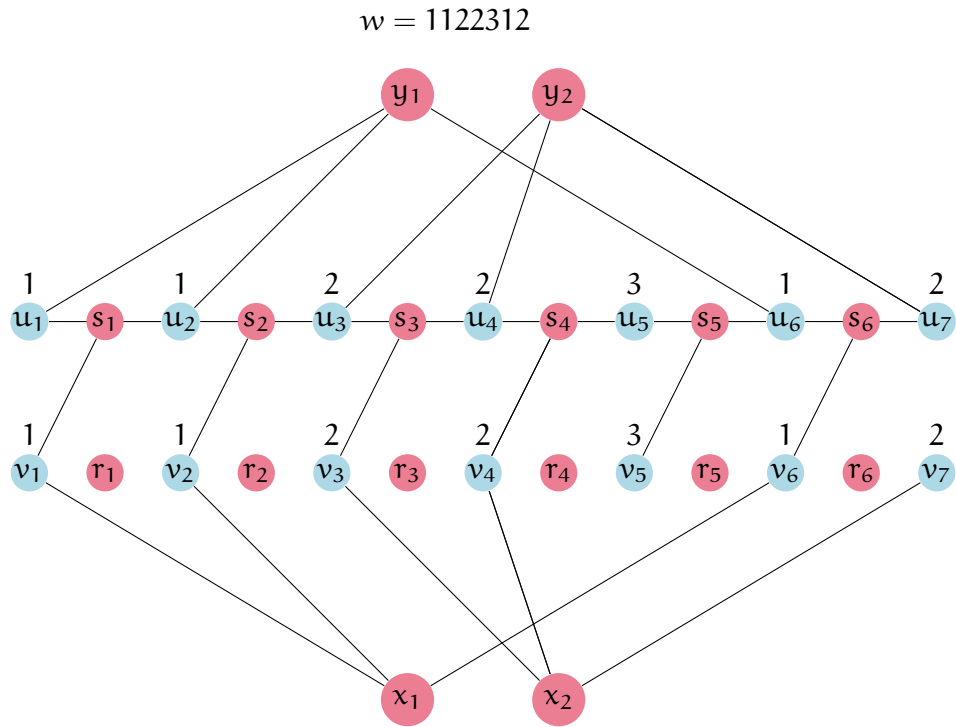 w = 1122312
y₁ y₂
1 1 2 2 3 1 2
u₁ s₁ u₂ s₂ u₃ s₃ u₄ s₄ u₅ s₅ u₆ s₆ u₇
1 1 2 2 3 1 2
v₁ r₁ v₂ r₂ v₃ r₃ v₄ r₄ v₅ r₅ v₆ r₆ v₇
x₁ x₂